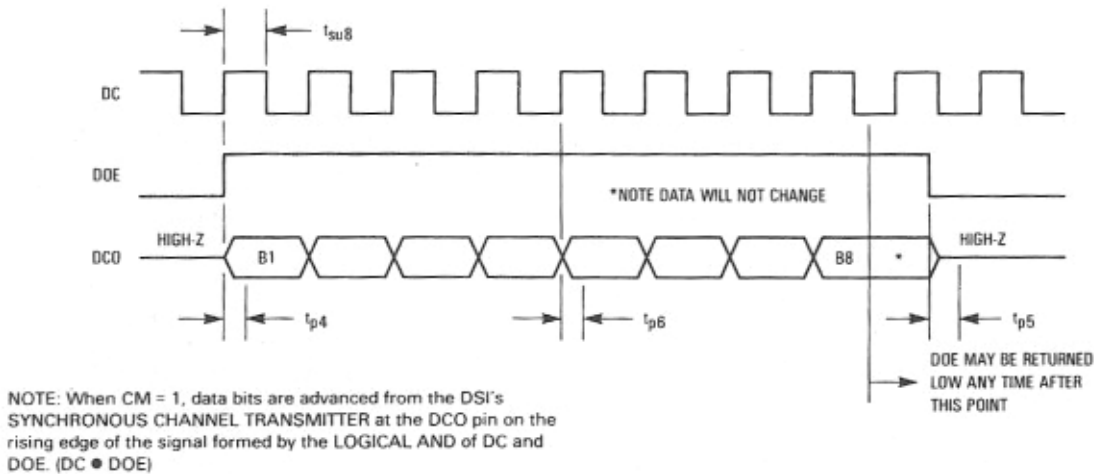 tsu8
DC
DOE
*NOTE DATA WILL NOT CHANGE
HIGH-Z
HIGH-Z
DCO
B1
B8
*
tp4
tp6
tp5
DOE MAY BE RETURNED
LOW ANY TIME AFTER
THIS POINT
NOTE: When CM = 1, data bits are advanced from the DSI's
SYNCHRONOUS CHANNEL TRANSMITTER at the DCO pin on the
rising edge of the signal formed by the LOGICAL AND of DC and
DOE. (DC ● DOE)